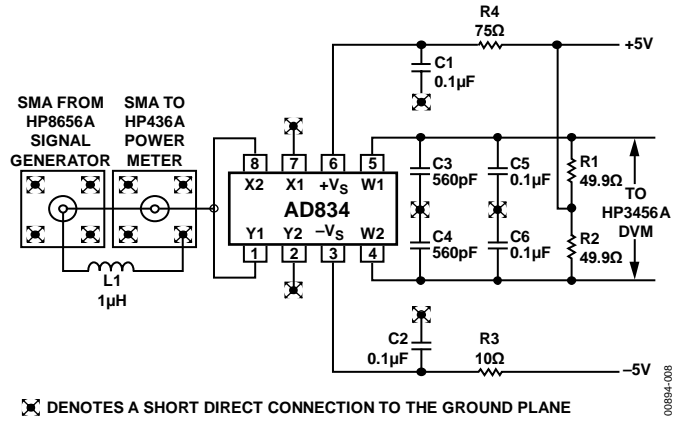 R4
75Ω
+5V
C1
0.1µF
SMA FROM
HP8656A
SIGNAL
GENERATOR
SMA TO
HP436A
POWER
METER
8
7
6
5
X2
X1
+VS
W1
AD834
Y1
Y2
–VS
W2
1
2
3
4
C3
560pF
C5
0.1µF
R1
49.9Ω
TO
HP3456A
DVM
C4
560pF
C6
0.1µF
R2
49.9Ω
L1
1µH
C2
0.1µF
R3
10Ω
–5V
DENOTES A SHORT DIRECT CONNECTION TO THE GROUND PLANE
00894-008